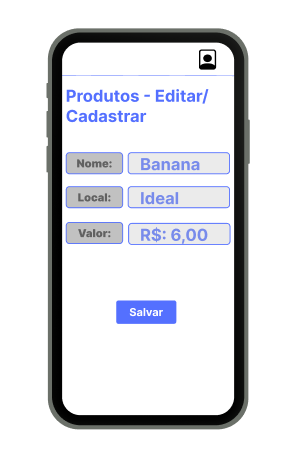 Produtos - Editar/
Cadastrar
Nome: Banana
Local: Ideal
Valor: R$: 6,00
Salvar